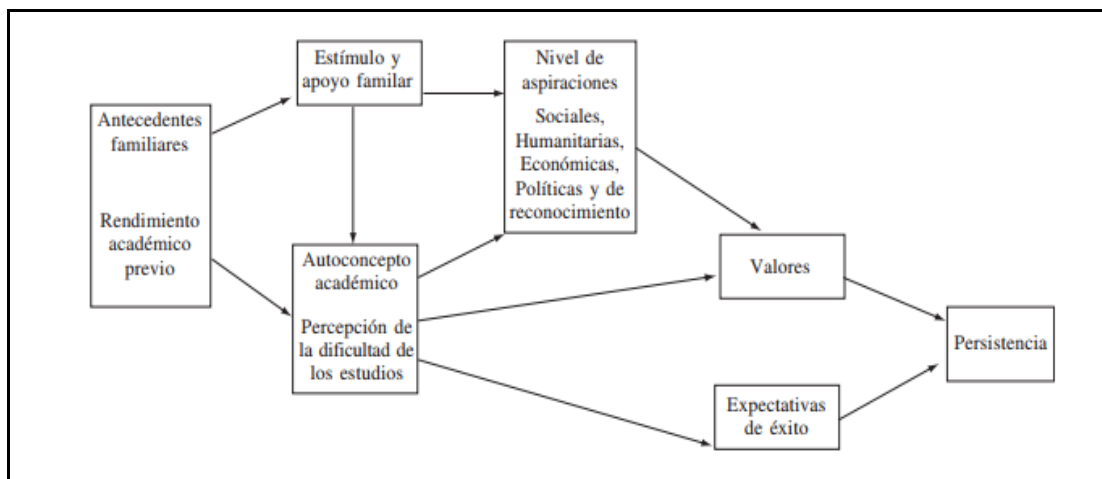 Estímulo y
apoyo familar
Nivel de
aspiraciones
Sociales,
Humanitarias,
Económicas,
Políticas y de
reconocimiento
Antecedentes
familiares
Rendimiento
académico
previo
Autoconcepto
académico
Percepción de
la dificultad de
los estudios
Valores
Persistencia
Expectativas
de éxito